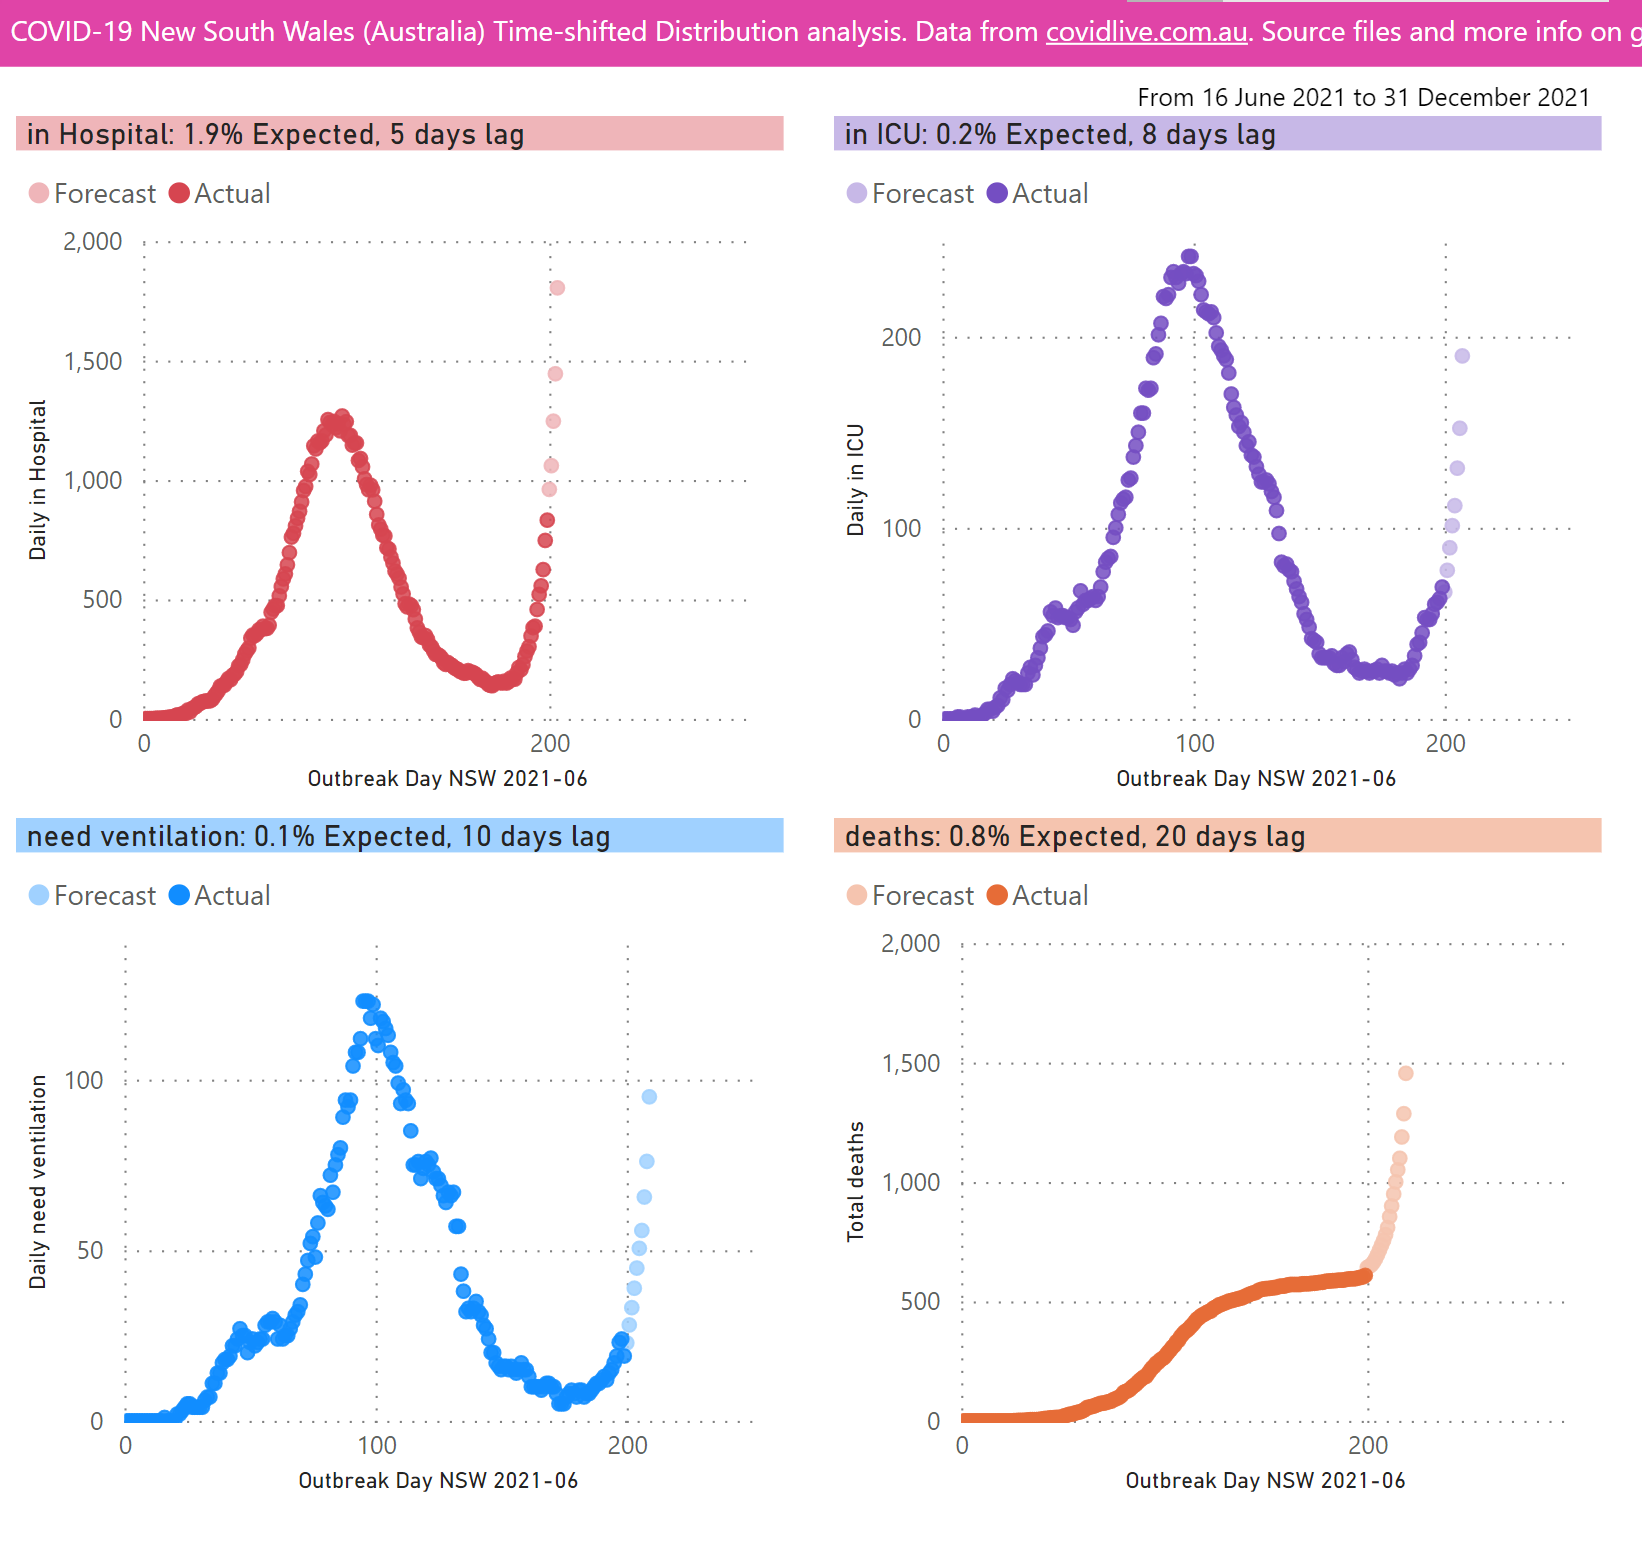 COVID-19 New South Wales (Australia) Time-shifted Distribution analysis. Data from covidlive.com.au. Source files and more info on g
From 16 June 2021 to 31 December 2021
in Hospital: 1.9% Expected, 5 days lag
Forecast Actual
2,000
1,500
1,000
500
0
Daily in Hospital
0 200
Outbreak Day NSW 2021-06
in ICU: 0.2% Expected, 8 days lag
Forecast Actual
200
100
0
Daily in ICU
0 100 200
Outbreak Day NSW 2021-06
need ventilation: 0.1% Expected, 10 days lag
Forecast Actual
100
50
0
Daily need ventilation
0 100 200
Outbreak Day NSW 2021-06
deaths: 0.8% Expected, 20 days lag
Forecast Actual
2,000
1,500
1,000
500
0
Total deaths
0 200
Outbreak Day NSW 2021-06